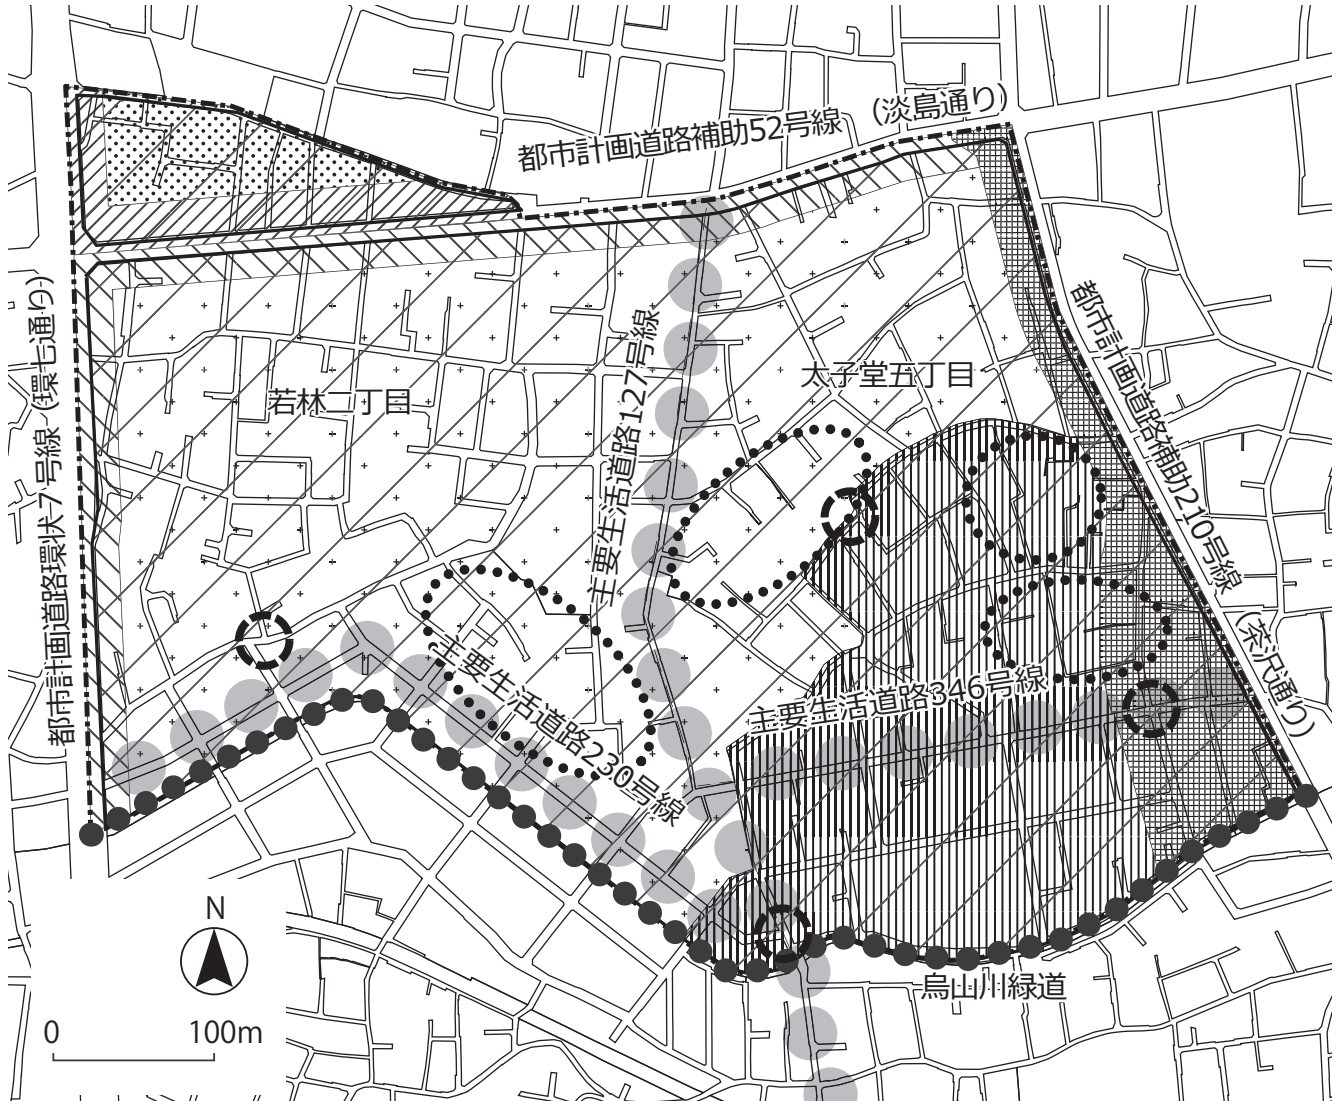 都市計画道路補助52号線 (淡島通り)
都市計画道路環状7号線 (環七通り)
若林二丁目
主要生活道路127号線
太子堂五丁目
都市計画道路補助210号線 (茶沢通り)
主要生活道路230号線
主要生活道路346号線
烏山川緑道
N
0 100m